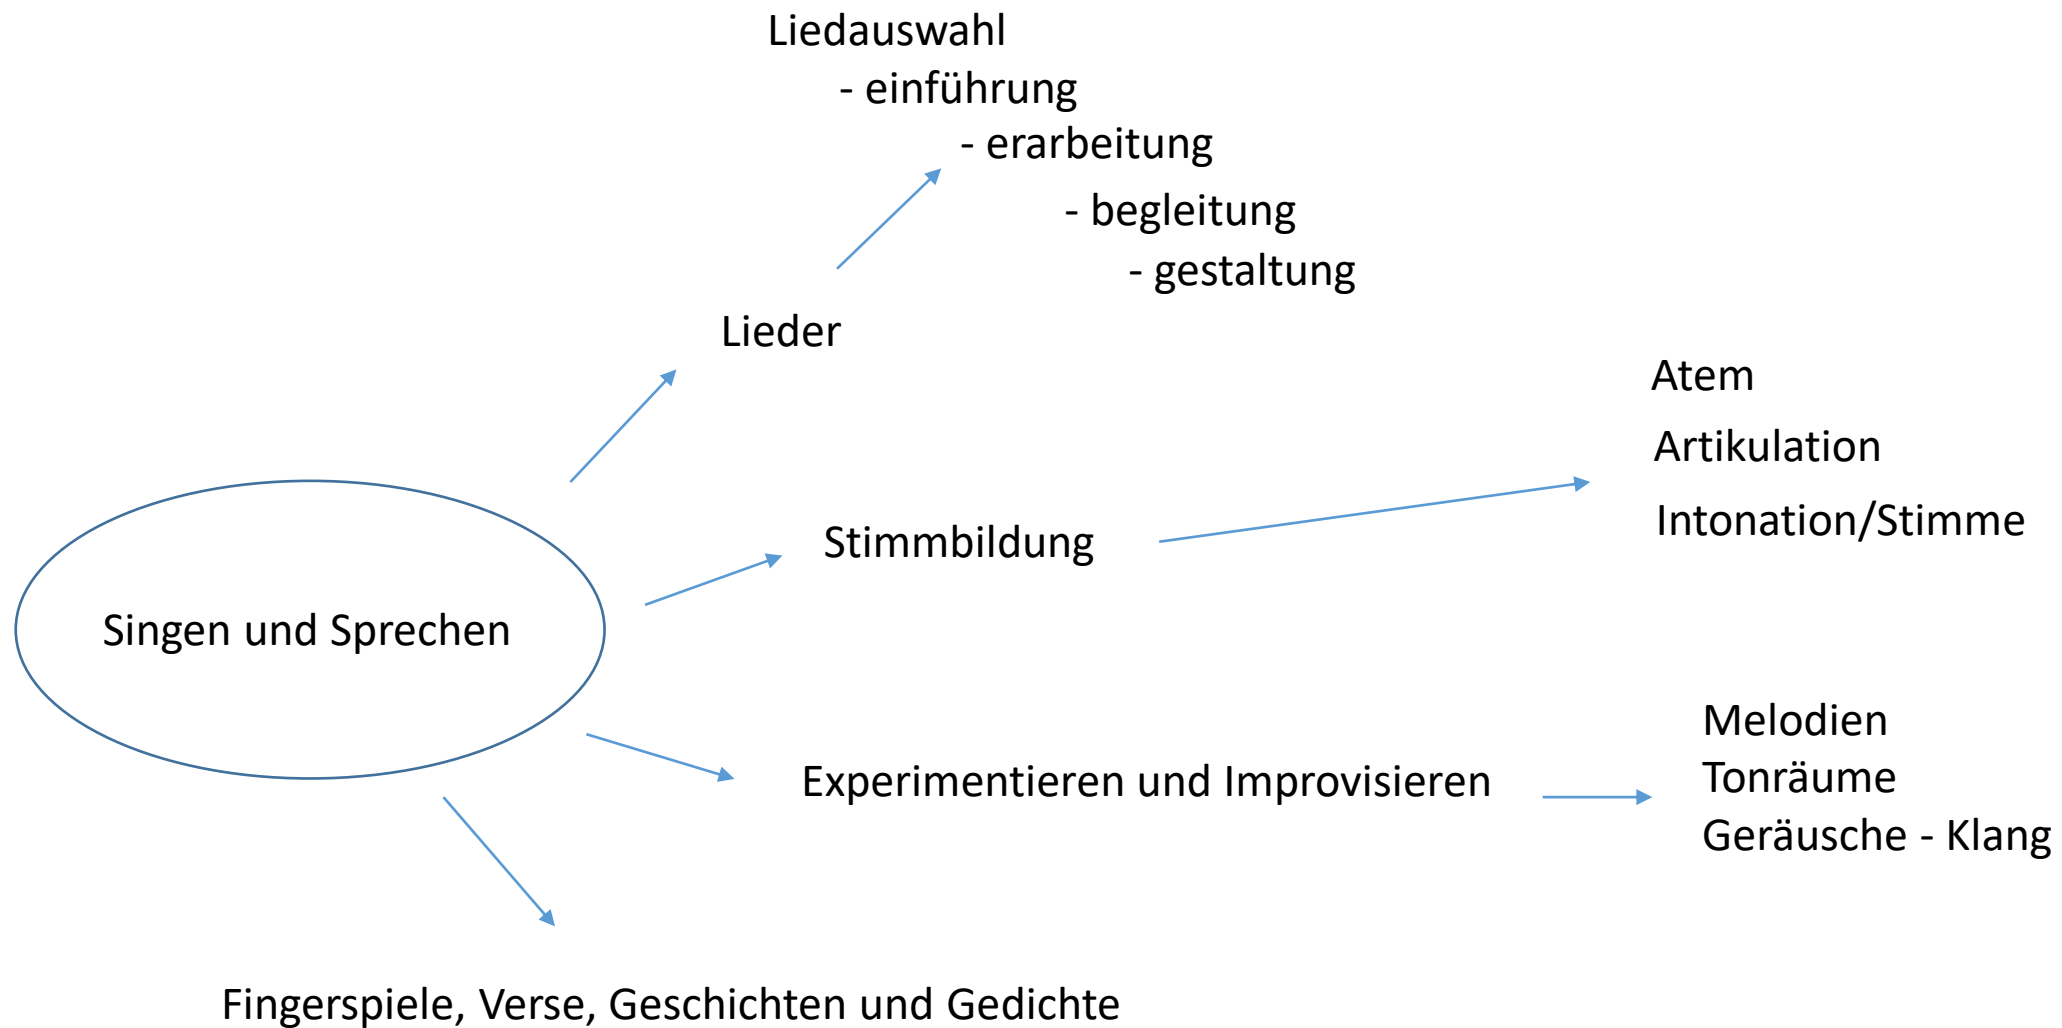 Liedauswahl
- einführung
- erarbeitung
- begleitung
- gestaltung
Lieder
Atem
Artikulation
Intonation/Stimme
Stimmbildung
Singen und Sprechen
Melodien
Tonräume
Geräusche - Klang
Experimentieren und Improvisieren
Fingerspiele, Verse, Geschichten und Gedichte